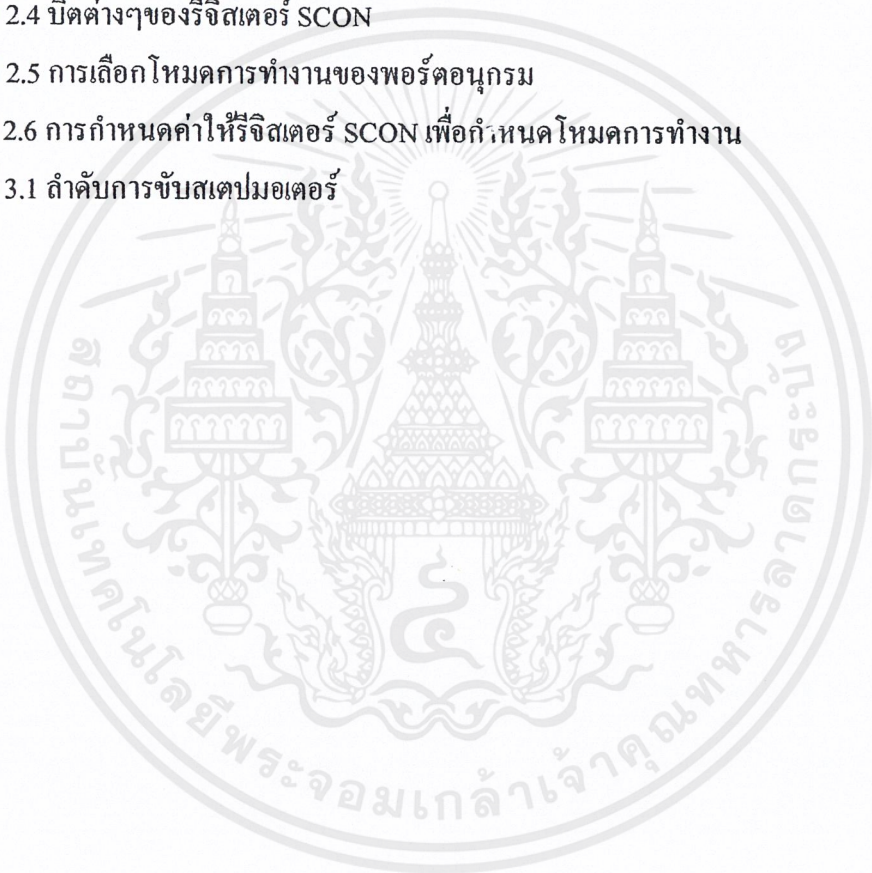 2.4 บิตต่างๆของรีจิสเตอร์ SCON
2.5 การเลือกโหมดการทำงานของพอร์ตอนุกรม
2.6 การกำหนดค่าให้รีจิสเตอร์ SCON เพื่อกำหนดโหมดการทำงาน
3.1 ลำดับการขับสเตปมอเตอร์
สถาบันเทคโนโลยีพระจอมเกล้าเจ้าคุณทหารลาดกระบัง